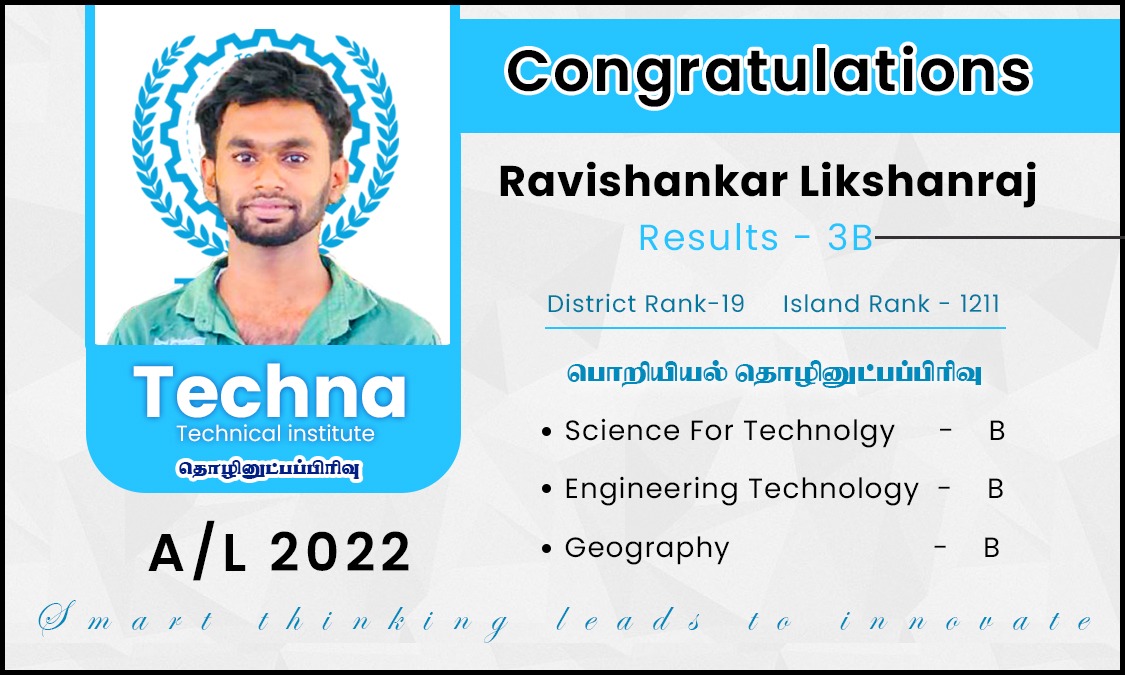 Congratulations
Ravishankar Likshanraj
Results - 3B
District Rank-19 Island Rank - 1211
பொறியியல் தொழினுட்பப்பிரிவு
• Science For Technolgy - B
• Engineering Technology - B
• Geography - B
Techna
Technical institute
தொழினுட்பப்பிரிவு
A/L 2022
Smart thinking leads to innovate